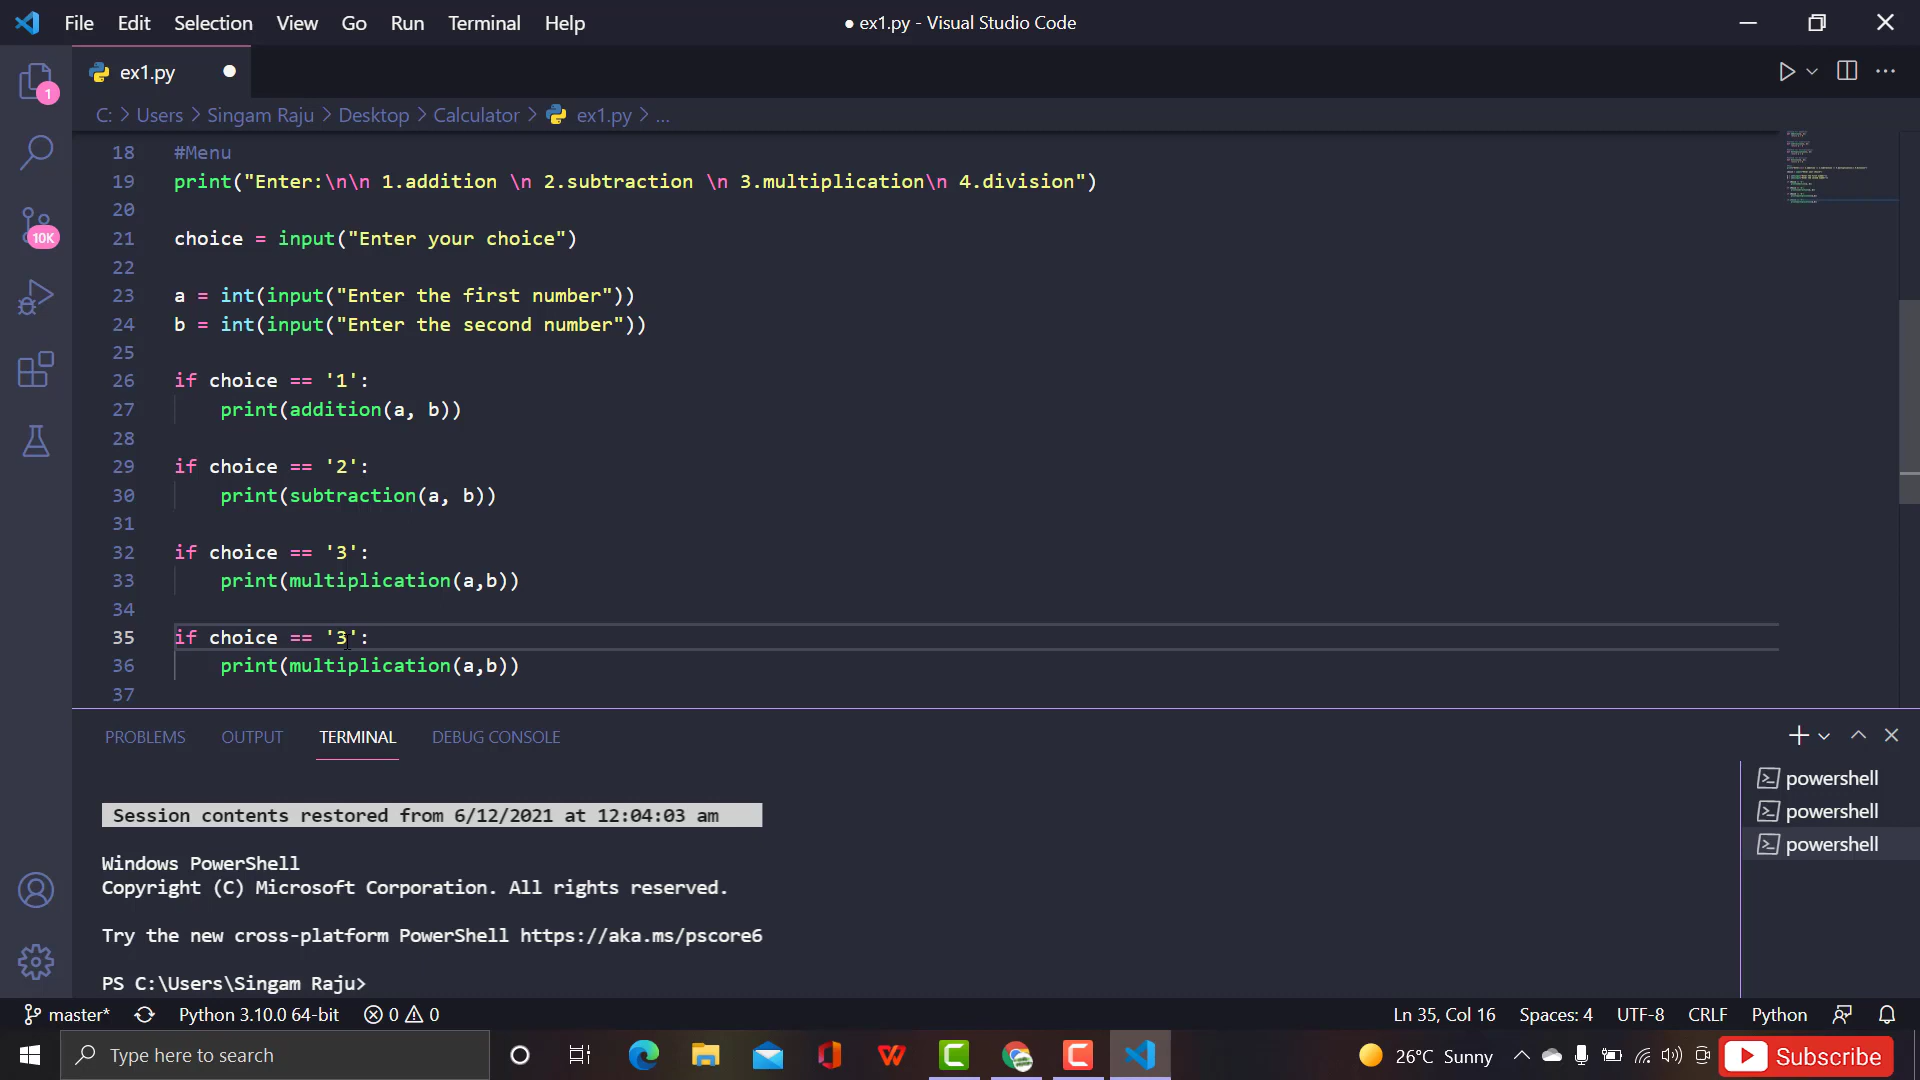 File Edit Selection View Go Run Terminal Help ● ex1.py - Visual Studio Code
ex1.py
C: > Users > Singam Raju > Desktop > Calculator > ex1.py > ...
1
10K
18 #Menu
19 print("Enter:\n\n 1.addition \n 2.subtraction \n 3.multiplication\n 4.division")
20
21 choice = input("Enter your choice")
22
23 a = int(input("Enter the first number"))
24 b = int(input("Enter the second number"))
25
26 if choice == '1':
27 print(addition(a, b))
28
29 if choice == '2':
30 print(subtraction(a, b))
31
32 if choice == '3':
33 print(multiplication(a,b))
34
35 if choice == '3':
36 print(multiplication(a,b))
37
PROBLEMS OUTPUT TERMINAL DEBUG CONSOLE
powershell
powershell
powershell
Session contents restored from 6/12/2021 at 12:04:03 am
Windows PowerShell
Copyright (C) Microsoft Corporation. All rights reserved.
Try the new cross-platform PowerShell https://aka.ms/pscore6
PS C:\Users\Singam Raju>
master* Python 3.10.0 64-bit 0 0 Ln 35, Col 16 Spaces: 4 UTF-8 CRLF Python
Type here to search 26°C Sunny Subscribe